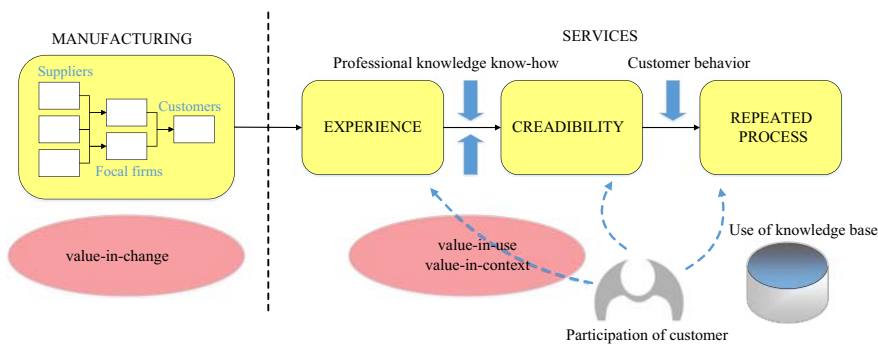 MANUFACTURING
SERVICES
Suppliers
Customers
Focal firms
Professional knowledge know-how
Customer behavior
EXPERIENCE
CREADIBILITY
REPEATED
PROCESS
value-in-change
value-in-use
value-in-context
Use of knowledge base
Participation of customer